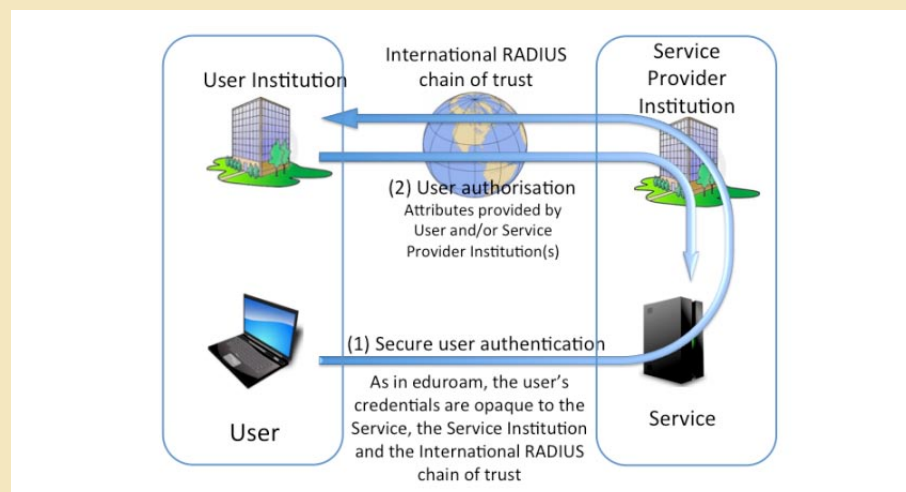 User Institution
International RADIUS
chain of trust
Service
Provider
Institution
(2) User authorisation
Attributes provided by
User and/or Service
Provider Institution(s)
(1) Secure user authentication
As in eduroam, the user's
credentials are opaque to the
Service, the Service Institution
and the International RADIUS
chain of trust
User
Service